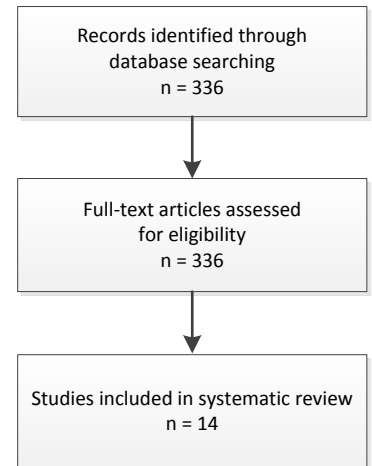 Records identified through
database searching
n = 336
Full-text articles assessed
for eligibility
n = 336
Studies included in systematic review
n = 14